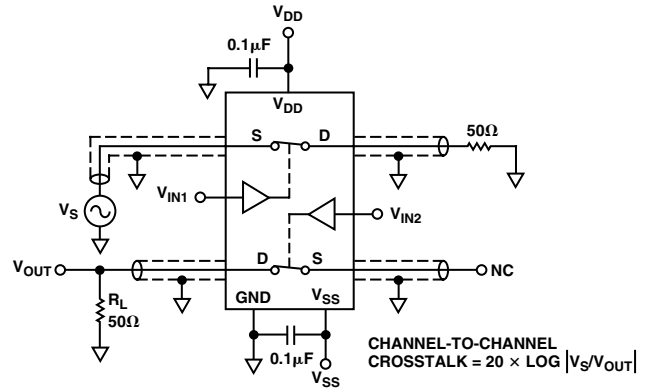 VDD
0.1µF
VDD
S D
50Ω
VS
VIN1
VIN2
VOUT
D S
NC
RL
50Ω
GND VSS
0.1µF
VSS
CHANNEL-TO-CHANNEL
CROSSTALK = 20 × LOG |VS/VOUT|